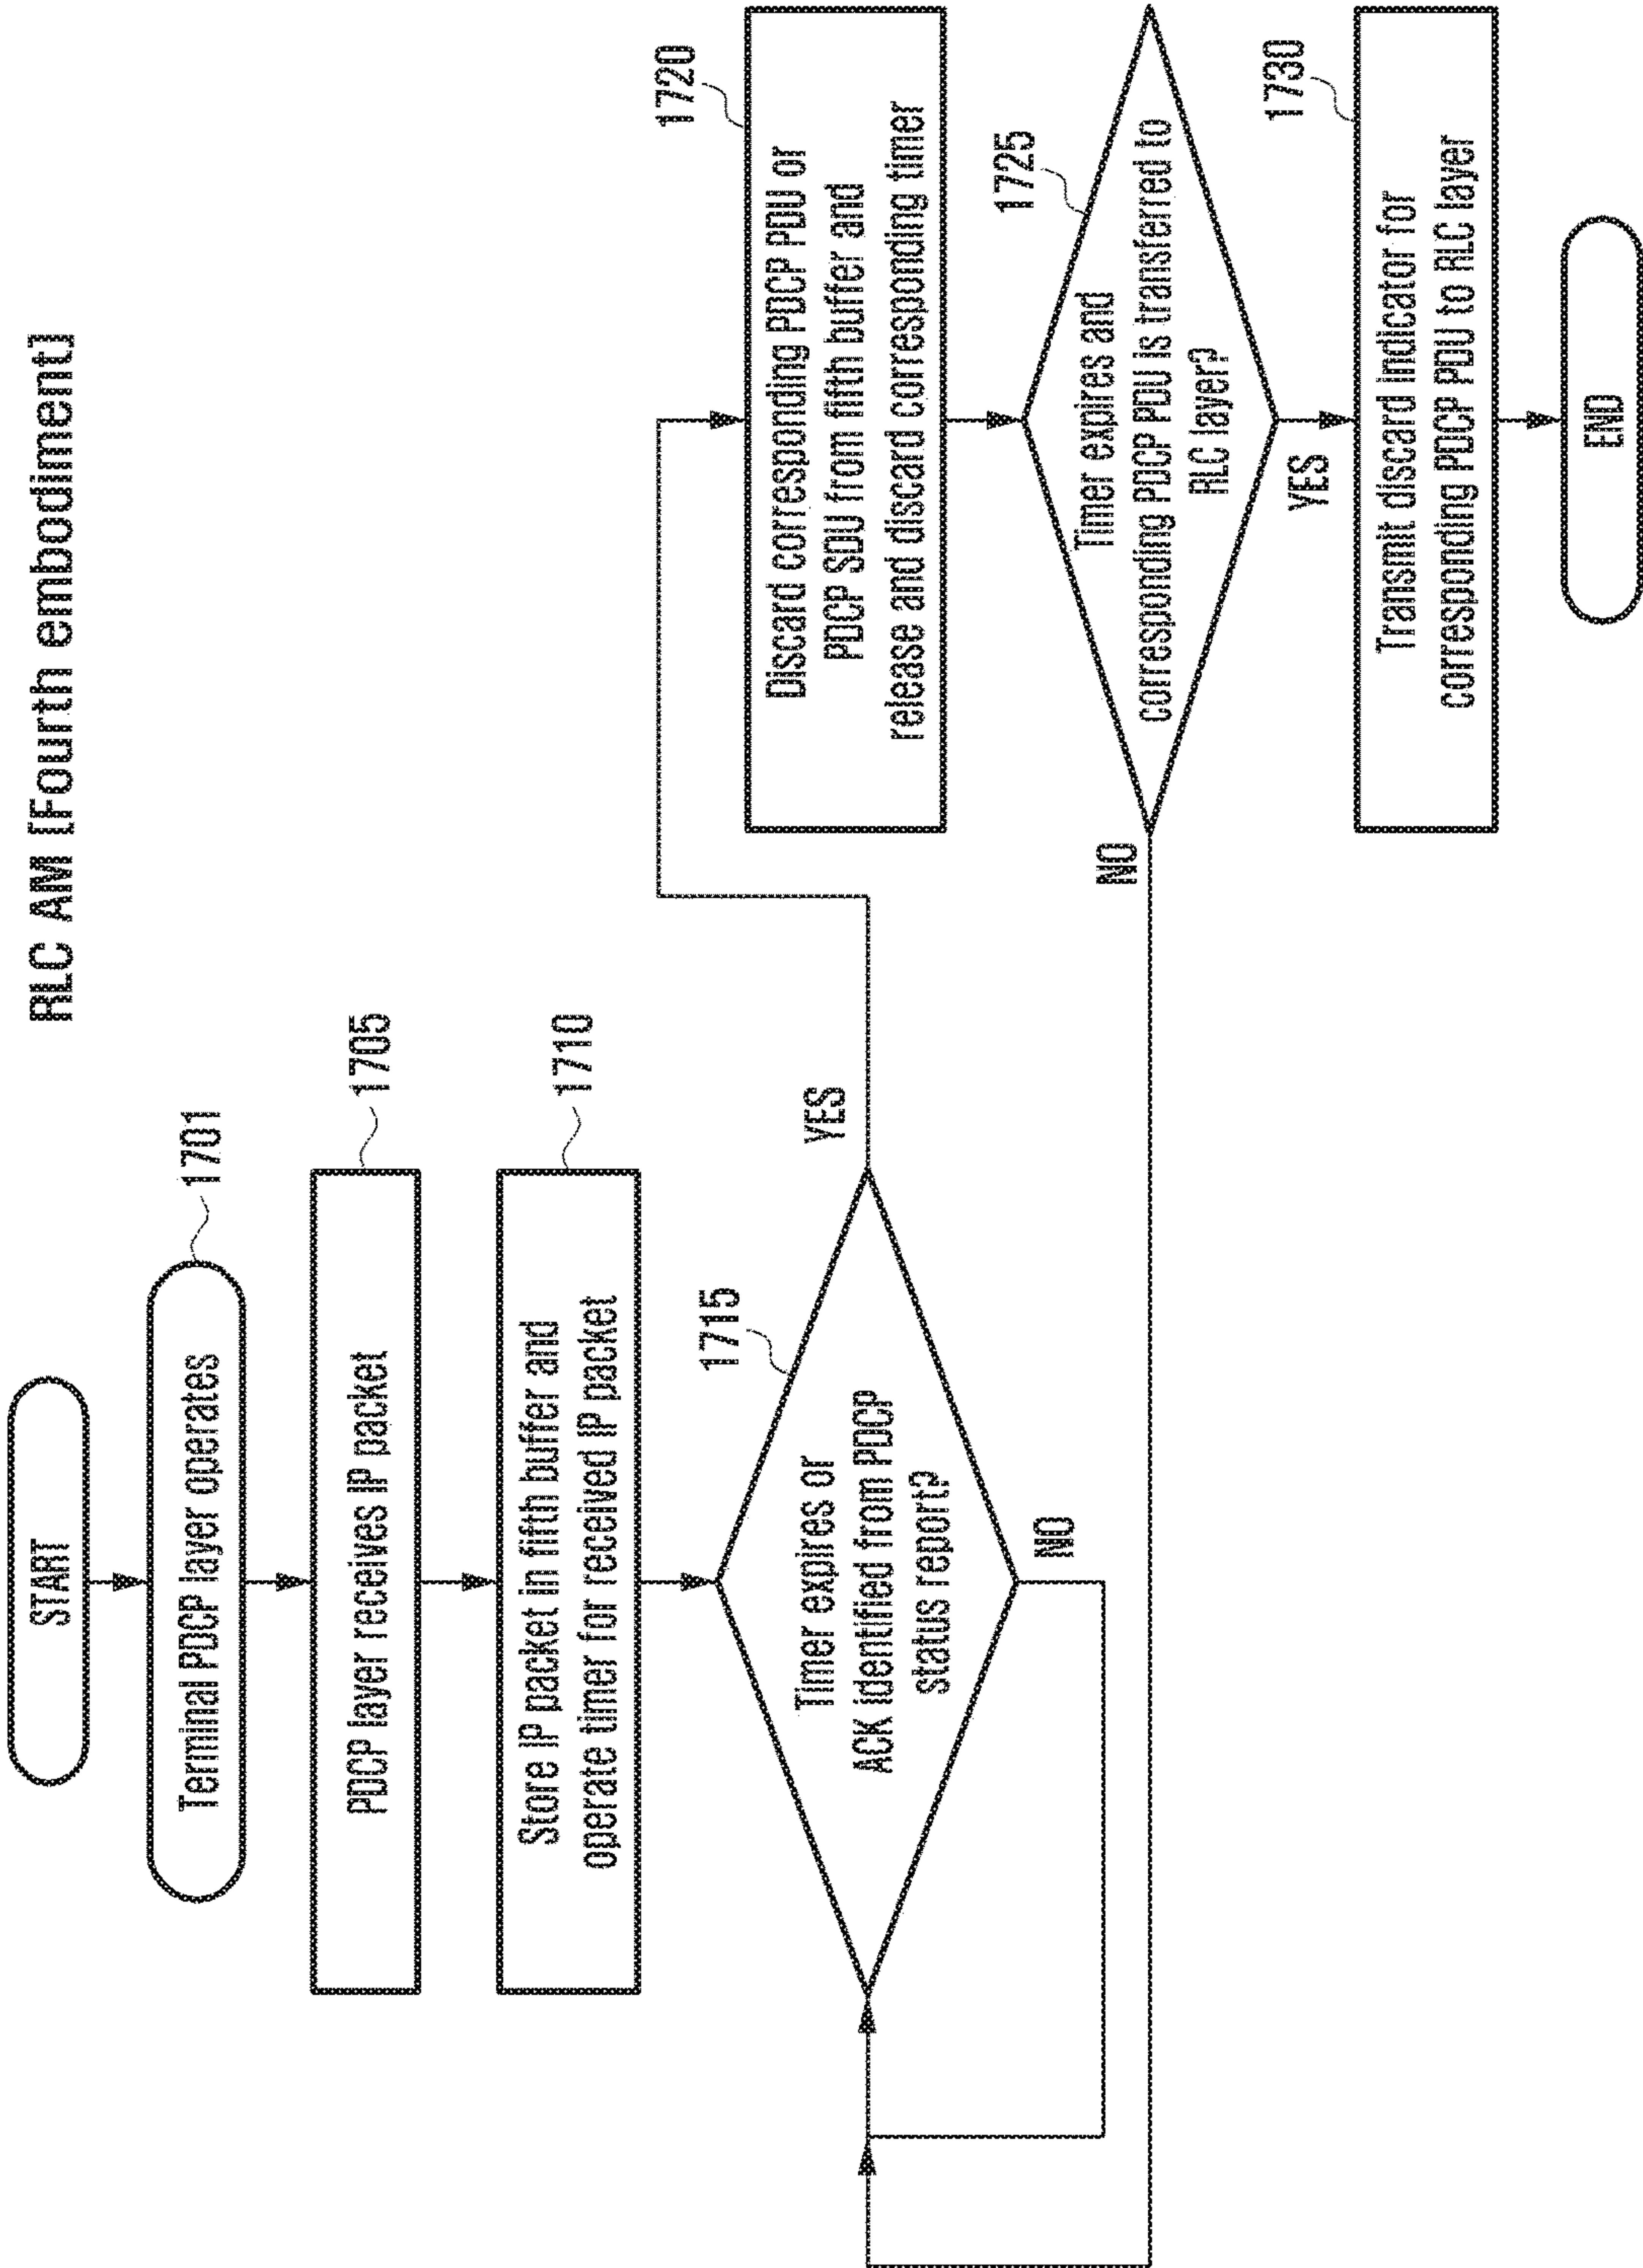 RLC AM [Fourth embodiment]
START
Terminal PDCP layer operates
1701
PDCP layer receives IP packet
1705
Store IP packet in fifth buffer and
operate timer for received IP packet
1710
Timer expires or
ACK identified from PDCP
status report?
1715
YES
NO
Discard corresponding PDCP PDU or
PDCP SDU from fifth buffer and
release and discard corresponding timer
1720
Timer expires and
corresponding PDCP PDU is transferred to
RLC layer?
1725
NO
YES
Transmit discard indicator for
corresponding PDCP PDU to RLC layer
1730
END